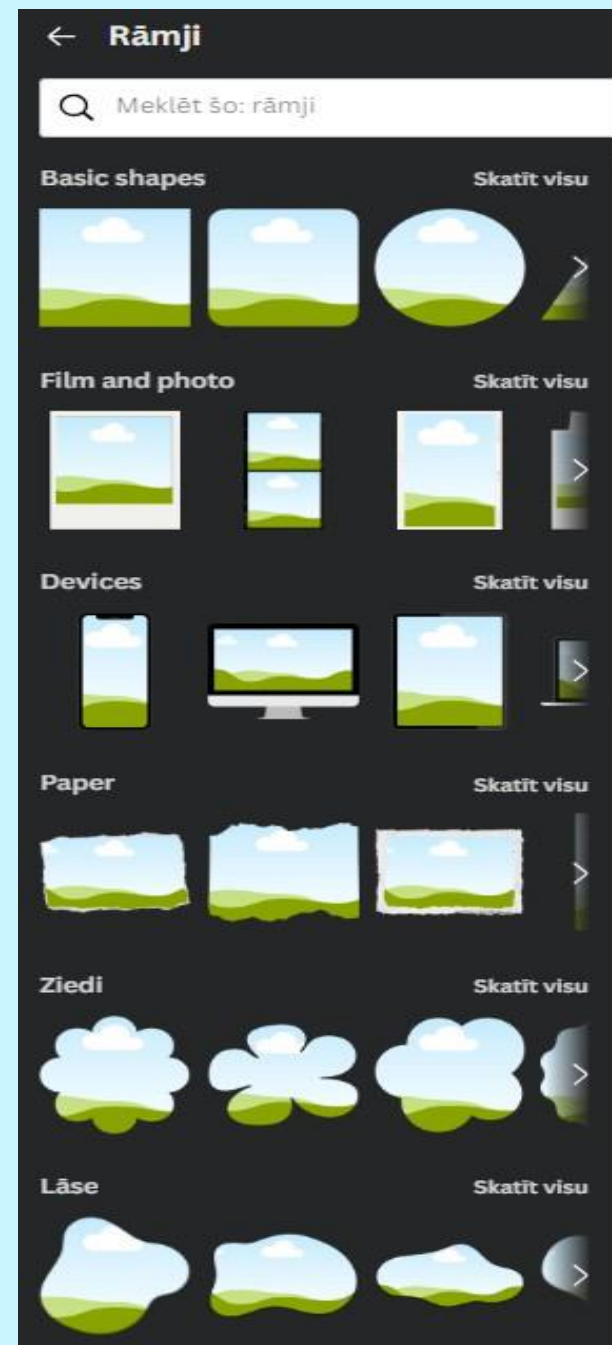 Rāmji
Meklēt šo: rāmji
Basic shapes Skatīt visu
Film and photo Skatīt visu
Devices Skatīt visu
Paper Skatīt visu
Ziedi Skatīt visu
Lāse Skatīt visu